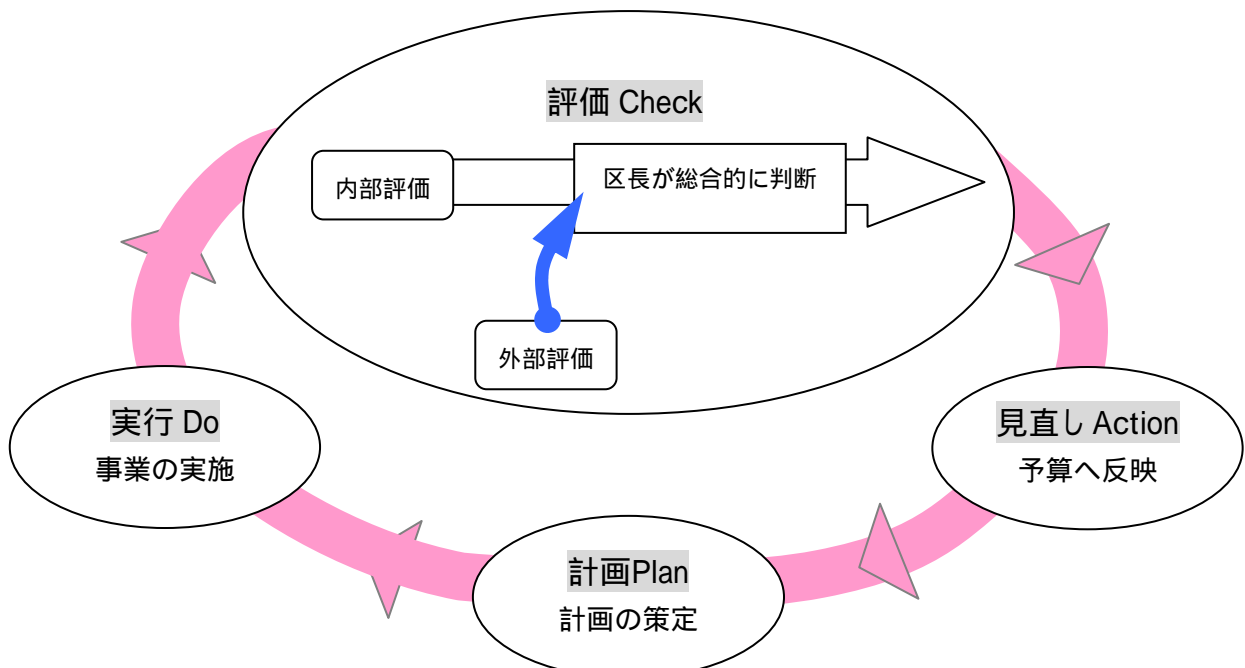 評価 Check
内部評価
区長が総合的に判断
外部評価
実行 Do
事業の実施
見直し Action
予算へ反映
計画Plan
計画の策定